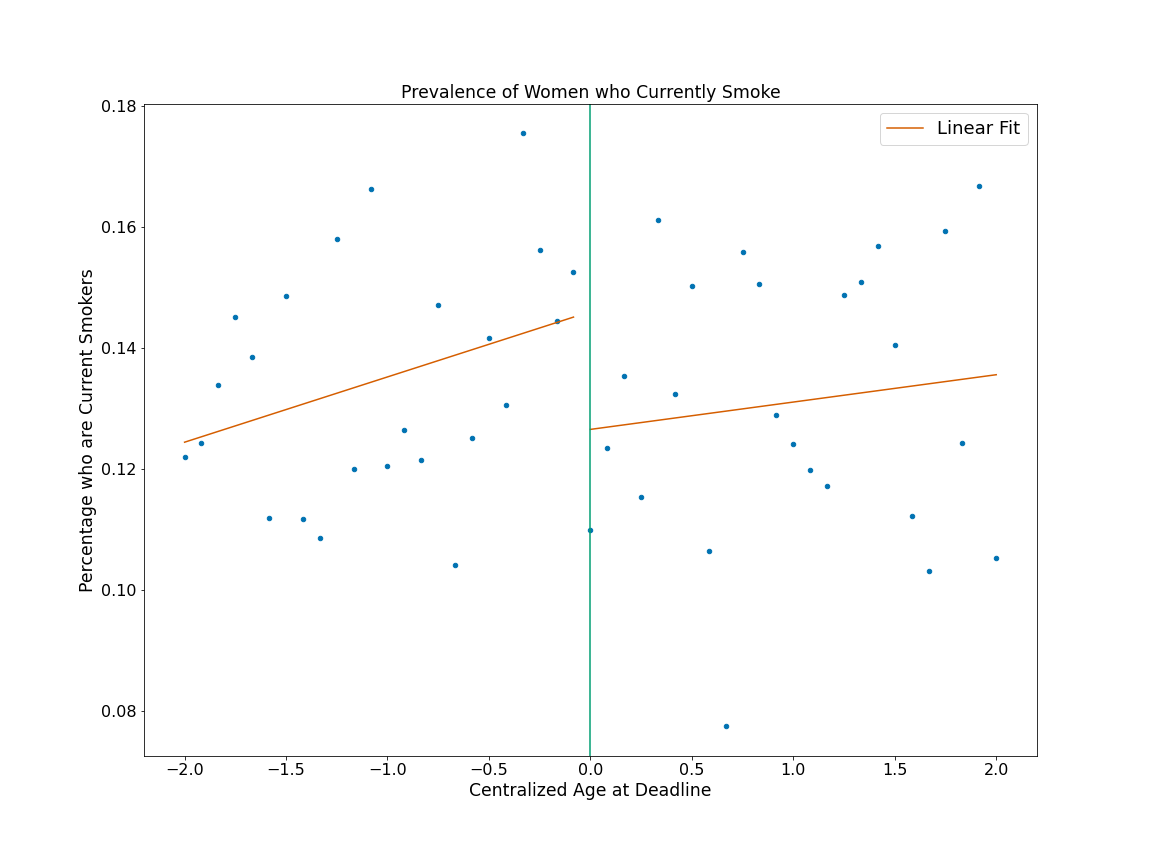 Prevalence of Women who Currently Smoke
Linear Fit
Percentage who are Current Smokers
0.18
0.16
0.14
0.12
0.10
0.08
−2.0 −1.5 −1.0 −0.5 0.0 0.5 1.0 1.5 2.0
Centralized Age at Deadline